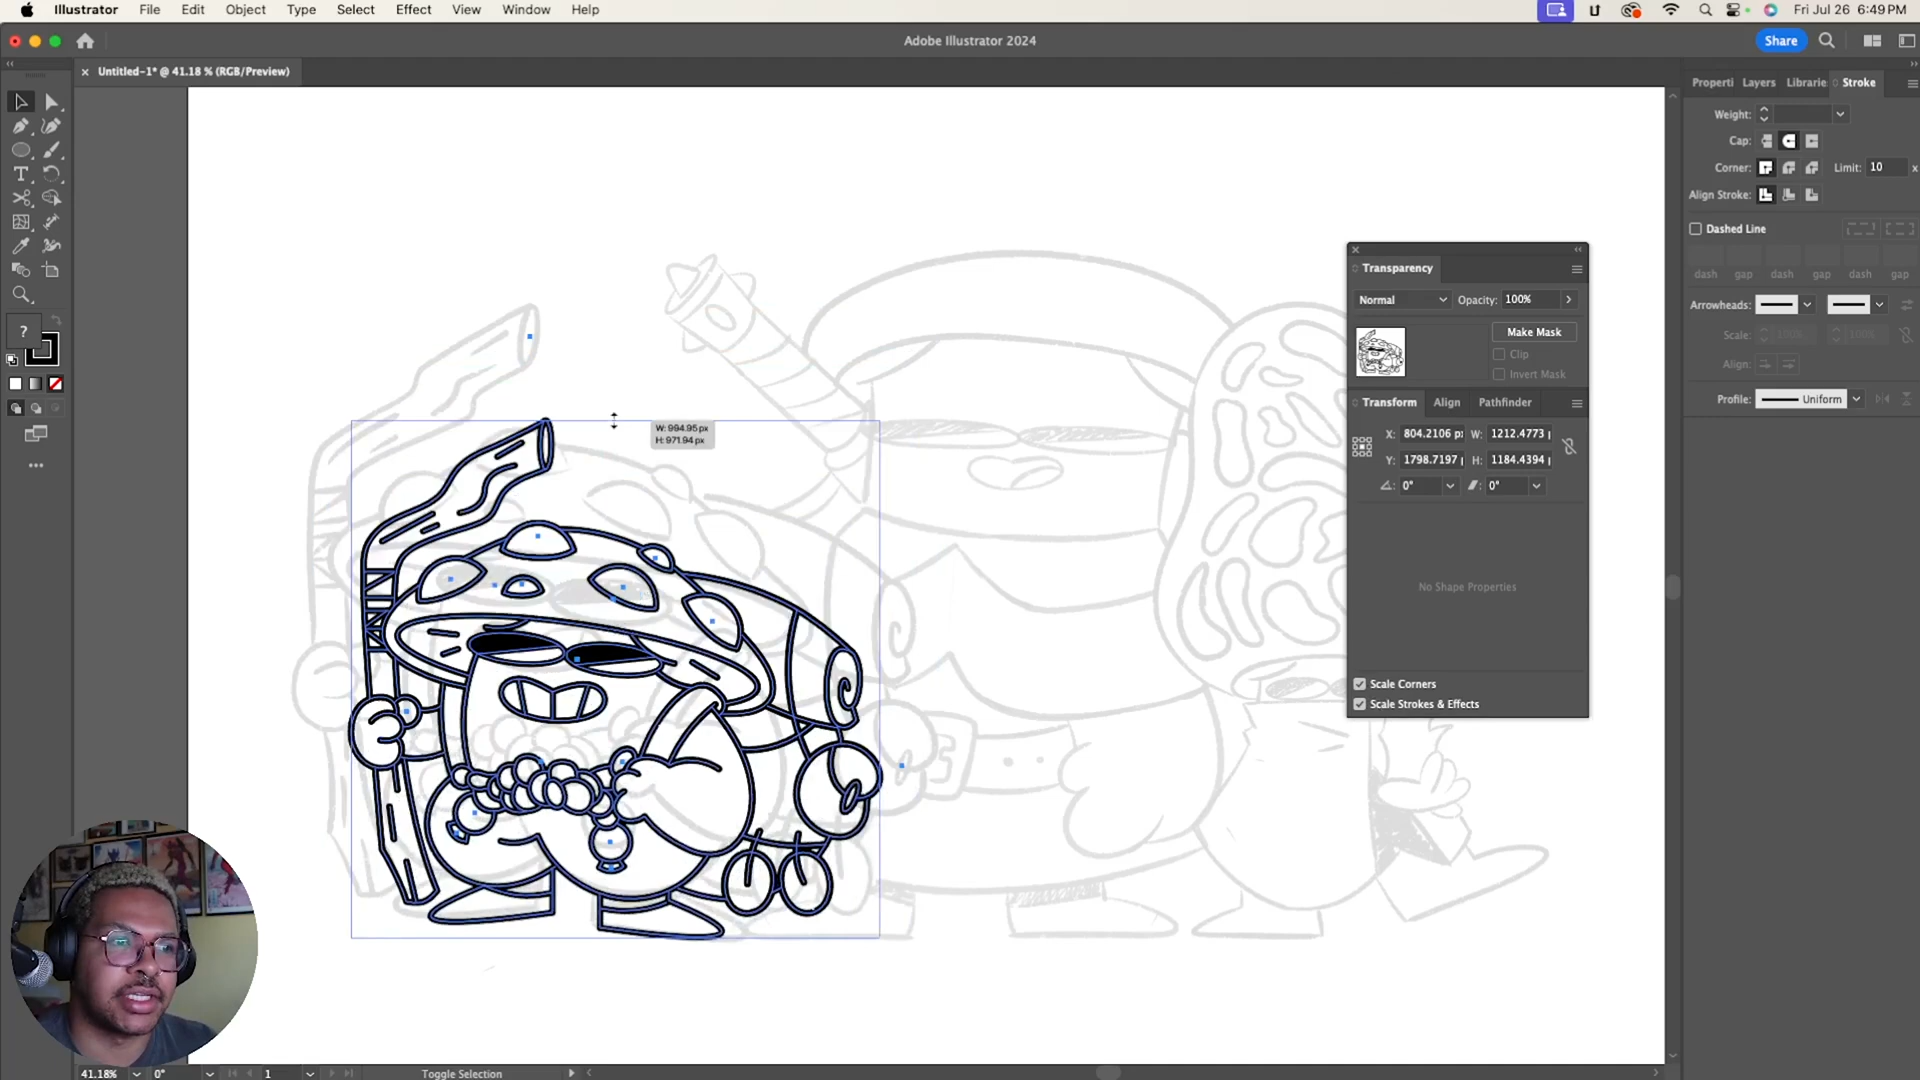 Illustrator File Edit Object Type Select Effect View Window Help Fri Jul 26 6:49 PM
Adobe Illustrator 2024
Share
× Untitled-1* @ 41.18 % (RGB/Preview)
Properti Layers Librarie Stroke
Weight:
Cap:
Corner: Limit: 10 x
Align Stroke:
Dashed Line
dash gap dash gap dash gap
Arrowheads:
Scale: 100% 100%
Align:
Profile: Uniform
Transparency
Normal Opacity: 100%
Make Mask
Clip
Invert Mask
Transform Align Pathfinder
X: 804.2106 px W: 1212.4773
Y: 1798.7197 H: 1184.4394
0° 0°
No Shape Properties
Scale Corners
Scale Strokes & Effects
W: 994.95 px
H: 971.94 px
T
?
41.18% 0° 1 Toggle Selection